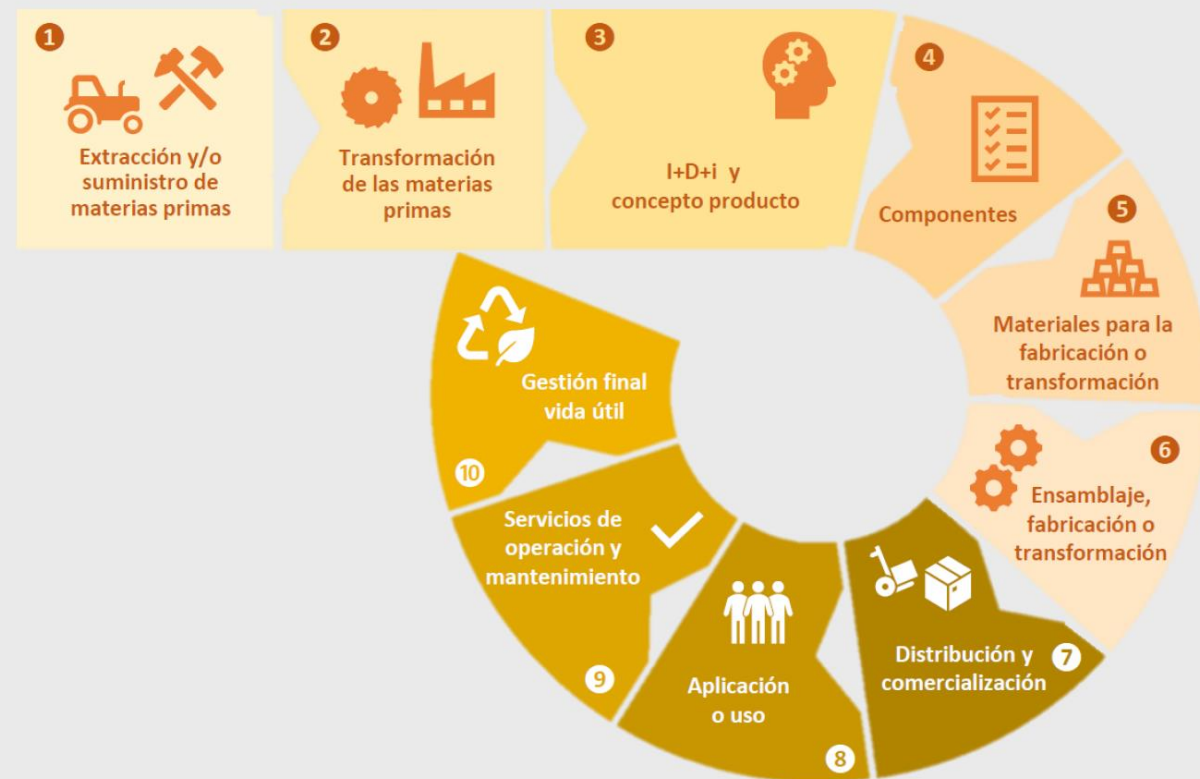 1
Extracción y/o
suministro de
materias primas
2
Transformación
de las materias
primas
3
I+D+i y
concepto producto
4
Componentes
5
Materiales para la
fabricación o
transformación
6
Ensamblaje,
fabricación o
transformación
7
Distribución y
comercialización
8
Aplicación
o uso
9
Servicios de
operación y
mantenimiento
10
Gestión final
vida útil